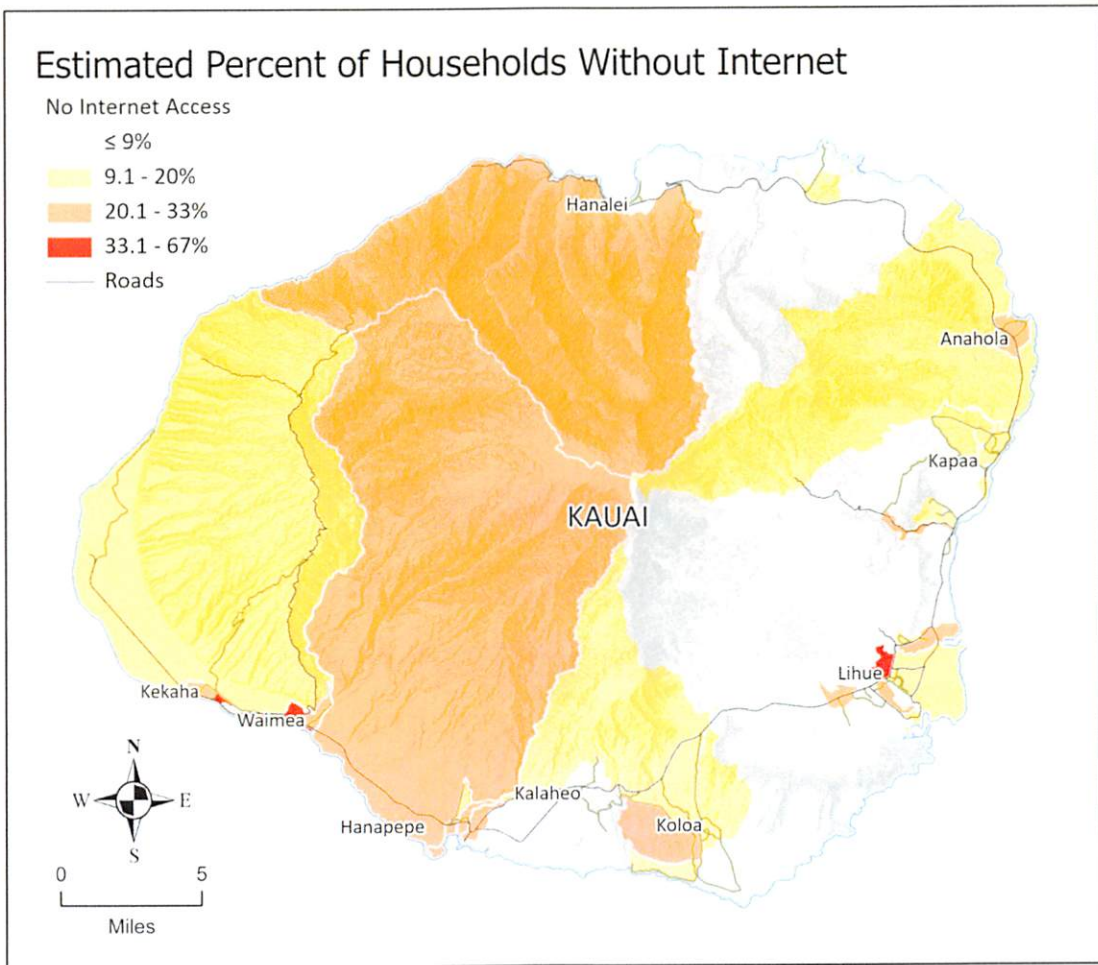 Estimated Percent of Households Without Internet
No Internet Access
≤ 9%
9.1 - 20%
20.1 - 33%
33.1 - 67%
Roads
Hanalei
Anahola
Kapaa
KAUAI
Lihue
Kekaha
Waimea
Kalaheo
Hanapepe
Koloa
N
W E
S
0 5
Miles